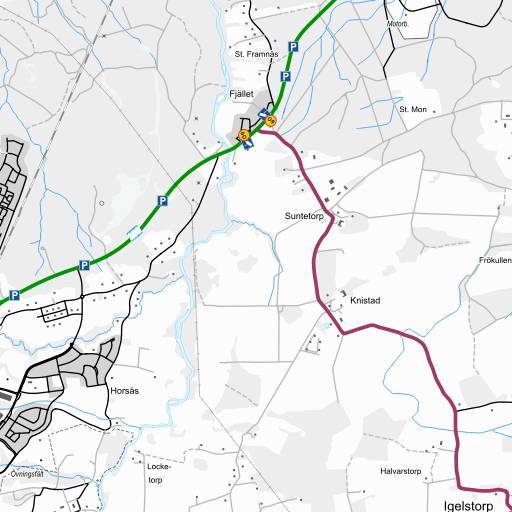 Motorb.
St. Framnäs
P
P
Fjället
St. Mon
P
Suntetorp
Frökullen
P
P
Knistad
Horsås
Locke-
torp
Halvarstorp
Övningsfält
Igelstorp